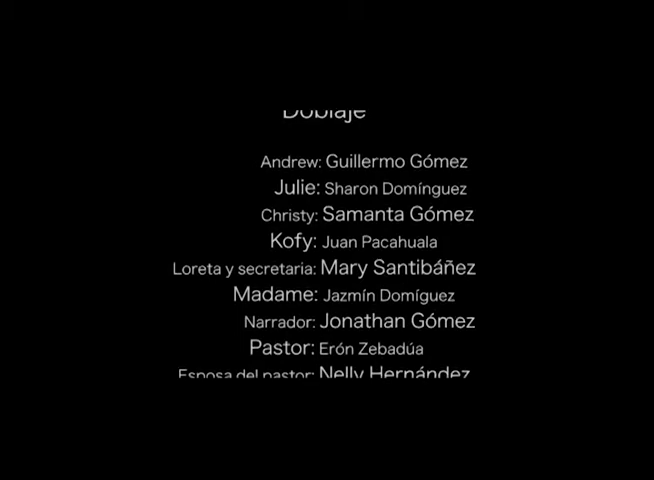 Doblaje
Andrew: Guillermo Gómez
Julie: Sharon Domínguez
Christy: Samanta Gómez
Kofy: Juan Pacahuala
Loreta y secretaria: Mary Santibáñez
Madame: Jazmín Domíguez
Narrador: Jonathan Gómez
Pastor: Erón Zebadúa
Esposa del pastor: Nelly Hernández